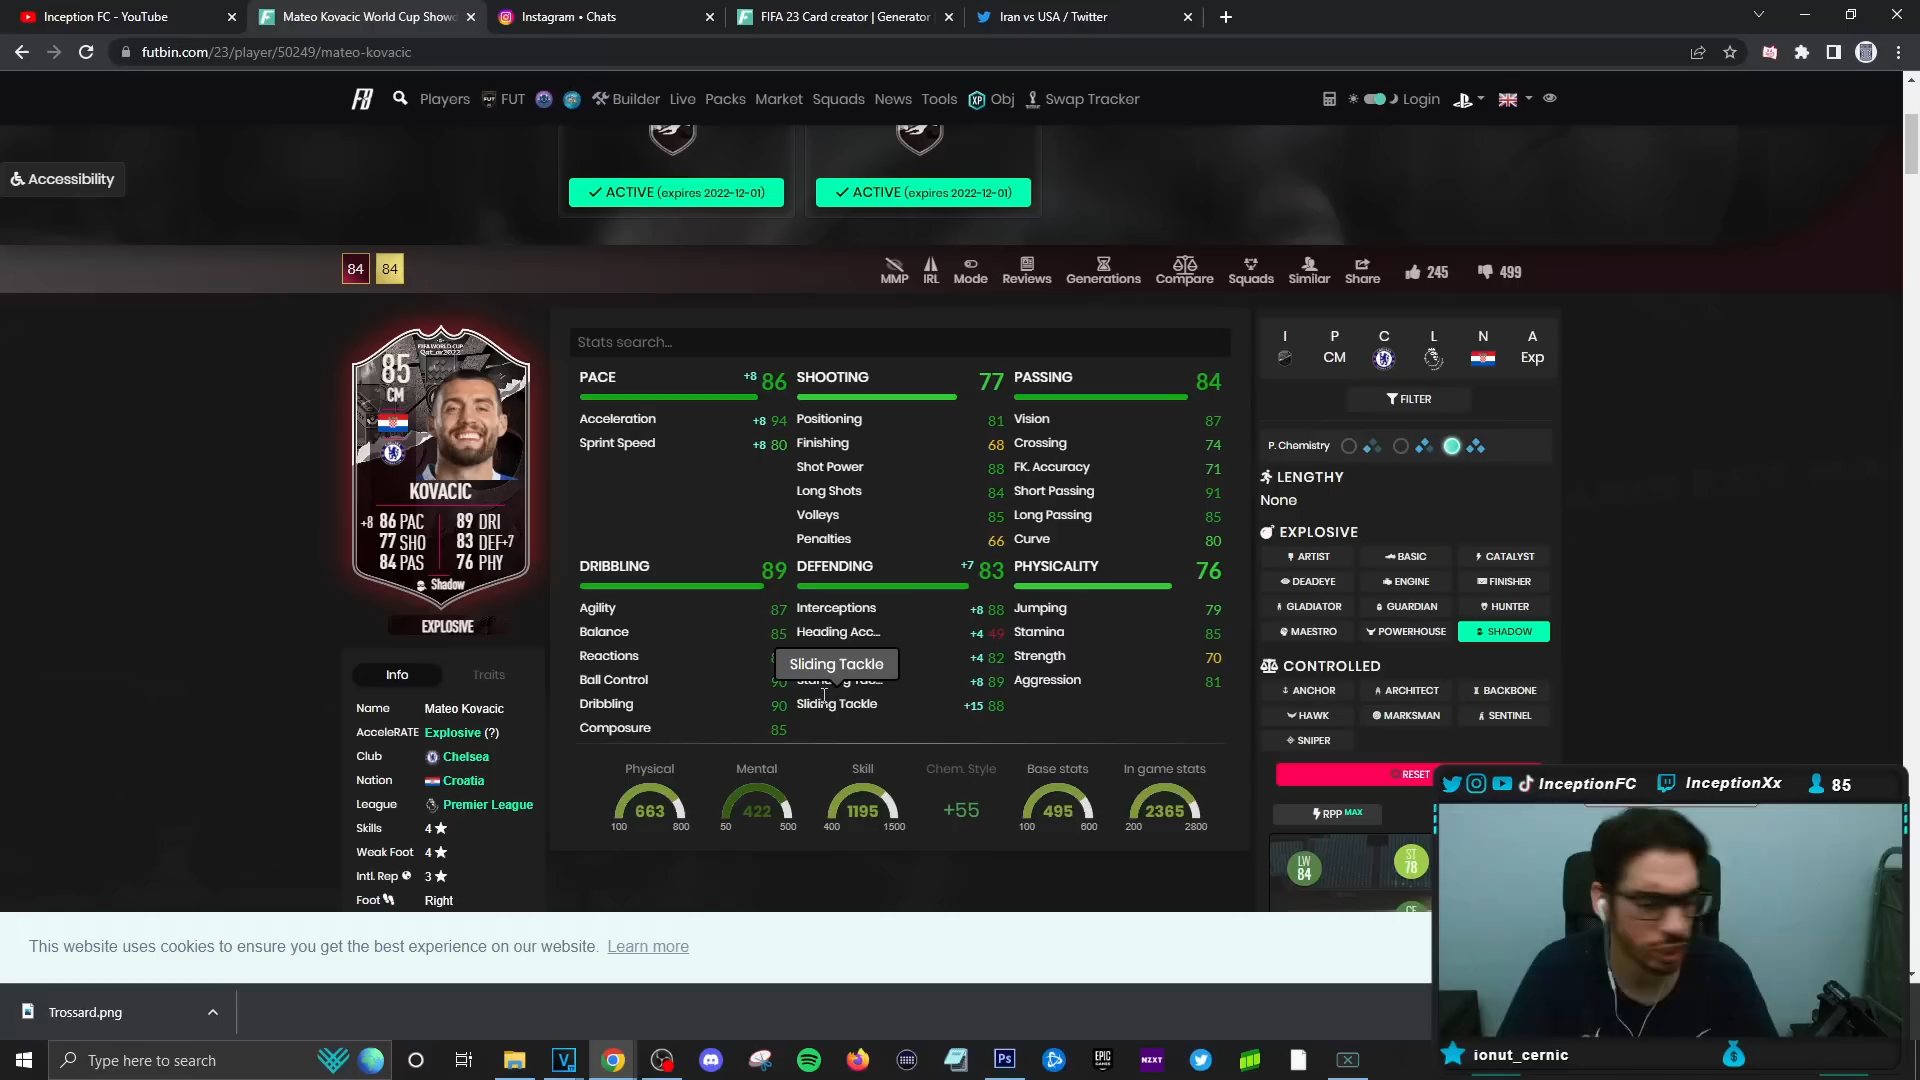 Inception FC - YouTube
Mateo Kovacic World Cup Showd
Instagram • Chats
FIFA 23 Card creator | Generator
Iran vs USA / Twitter
futbin.com/23/player/50249/mateo-kovacic
Players FUT Builder Live Packs Market Squads News Tools XP Obj Swap Tracker Login
Accessibility
ACTIVE (expires 2022-12-01)
ACTIVE (expires 2022-12-01)
84 84
MMP IRL Mode Reviews Generations Compare Squads Similar Share 245 499
85
CM
KOVACIC
+8 86 PAC 89 DRI
77 SHO 83 DEF+7
84 PAS 76 PHY
Shadow
EXPLOSIVE
Stats search...
PACE +8 86
Acceleration +8 94
Sprint Speed +8 80
SHOOTING 77
Positioning 81
Finishing 68
Shot Power 88
Long Shots 84
Volleys 85
Penalties 66
PASSING 84
Vision 87
Crossing 74
FK. Accuracy 71
Short Passing 91
Long Passing 85
Curve 80
DRIBBLING 89
Agility 87
Balance 85
Reactions
Ball Control 90
Dribbling 90
Composure 85
DEFENDING +7 83
Interceptions +8 88
Heading Acc... +4 49
Sliding Tackle
+4 82
+8 89
Sliding Tackle +15 88
PHYSICALITY 76
Jumping 79
Stamina 85
Strength 70
Aggression 81
Physical Mental Skill Chem. Style Base stats In game stats
663 422 1195 +55 495 2365
100 800 50 500 400 1500 100 600 200 2800
I P C L N A
CM Exp
FILTER
P. Chemistry
LENGTHY
None
EXPLOSIVE
ARTIST BASIC CATALYST
DEADEYE ENGINE FINISHER
GLADIATOR GUARDIAN HUNTER
MAESTRO POWERHOUSE SHADOW
CONTROLLED
ANCHOR ARCHITECT BACKBONE
HAWK MARKSMAN SENTINEL
SNIPER
RESET
RPP MAX
LW
84
ST
78
Info Traits
Name Mateo Kovacic
AcceleRATE Explosive (?)
Club Chelsea
Nation Croatia
League Premier League
Skills 4
Weak Foot 4
Intl. Rep 3
Foot Right
InceptionFC InceptionXx 85
This website uses cookies to ensure you get the best experience on our website. Learn more
Trossard.png
ionut_cernic
Type here to search